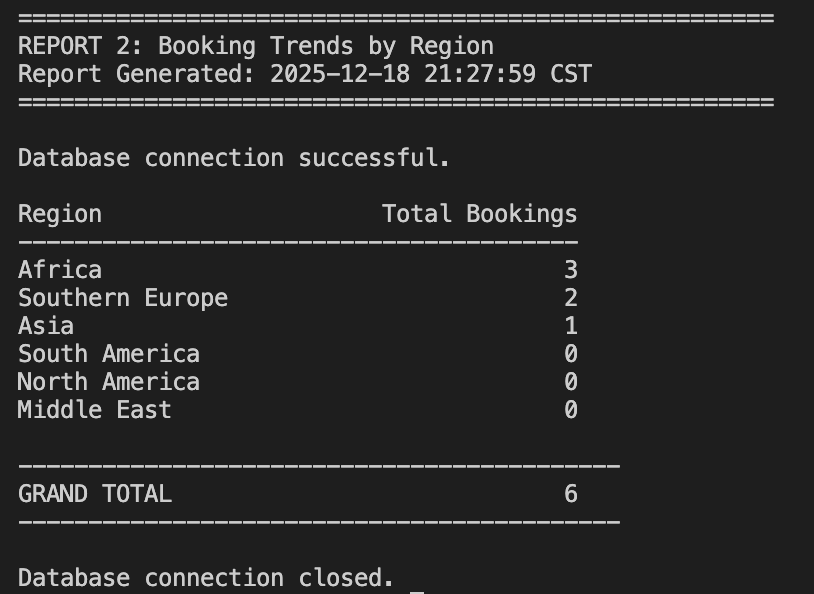 ======================================================
REPORT 2: Booking Trends by Region
Report Generated: 2025-12-18 21:27:59 CST
======================================================
Database connection successful.
Region                    Total Bookings
----------------------------------------
Africa                                 3
Southern Europe                        2
Asia                                   1
South America                          0
North America                          0
Middle East                            0
-------------------------------------------
GRAND TOTAL                            6
-------------------------------------------
Database connection closed.